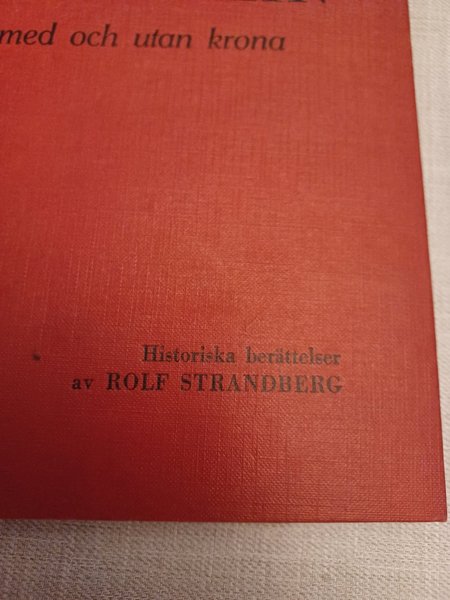 med och utan krona
Historiska berättelser
av ROLF STRANDBERG